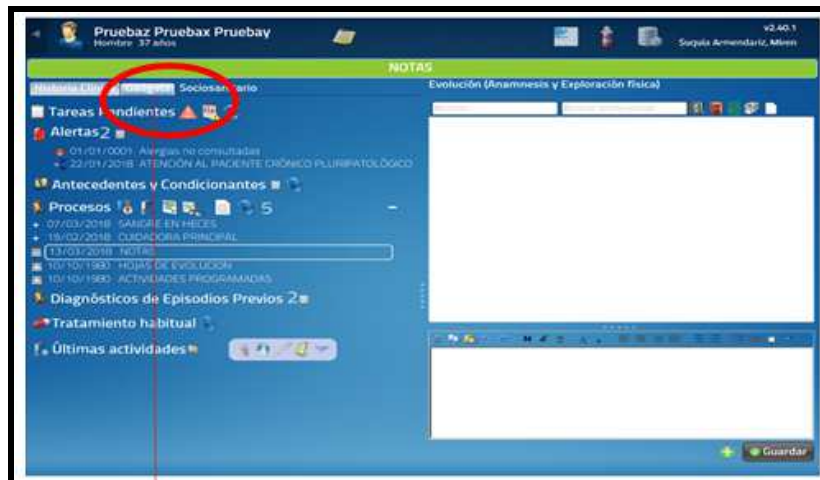 Pruebaz Pruebax Pruebay
Hombre 37 años
v2.60.1
Suquia Armendariz, Miren
NOTAS
Historia Clínica
Sociosanitario
Evolución (Anamnesis y Exploración física)
Tareas Pendientes
Alertas 2
01/01/0001 Alergias no consultadas
22/01/2018 ATENCIÓN AL PACIENTE CRÓNICO PLURIPATOLÓGICO
Antecedentes y Condicionantes
Procesos 5
07/03/2018 SANGRE EN HECES
19/02/2018 CUIDADORA PRINCIPAL
13/03/2018 NOTAS
10/10/1980 HOJAS DE EVOLUCION
10/10/1980 ACTIVIDADES PROGRAMADAS
Diagnósticos de Episodios Previos 2
Tratamiento habitual
Últimas actividades
Guardar